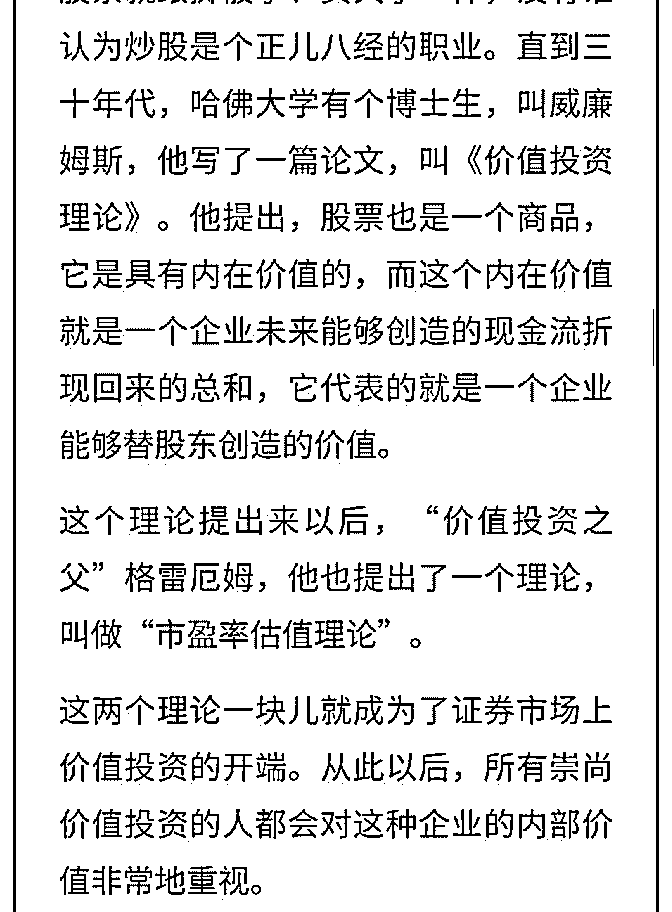 认为炒股是个正儿八经的职业。直到三
十年代，哈佛大学有个博士生，叫威廉
姆斯，他写了一篇论文，叫《价值投资
理论》。他提出，股票也是一个商品，
它是具有内在价值的，而这个内在价值
就是一个企业未来能够创造的现金流折
现回来的总和，它代表的就是一个企业
能够替股东创造的价值。
这个理论提出来以后，“价值投资之
父”格雷厄姆，他也提出了一个理论，
叫做“市盈率估值理论”。
这两个理论一块儿就成为了证券市场上
价值投资的开端。从此以后，所有崇尚
价值投资的人都会对这种企业的内部价
值非常地重视。